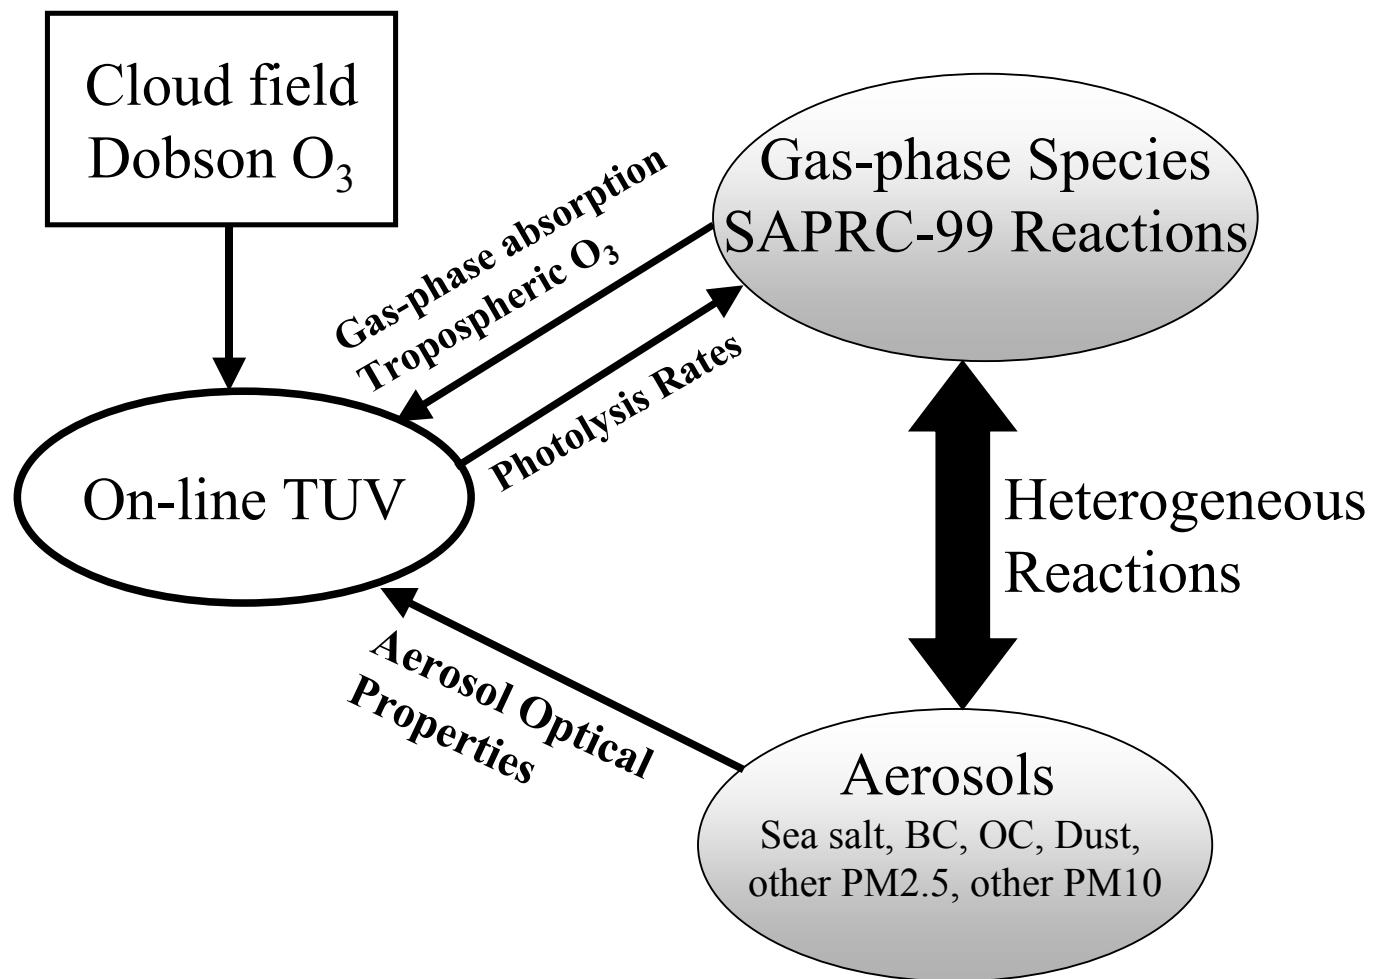 Cloud field
Dobson O₃
Gas-phase Species
SAPRC-99 Reactions
Gas-phase absorption
Tropospheric O₃
Photolysis Rates
On-line TUV
Heterogeneous
Reactions
Aerosol Optical
Properties
Aerosols
Sea salt, BC, OC, Dust,
other PM2.5, other PM10